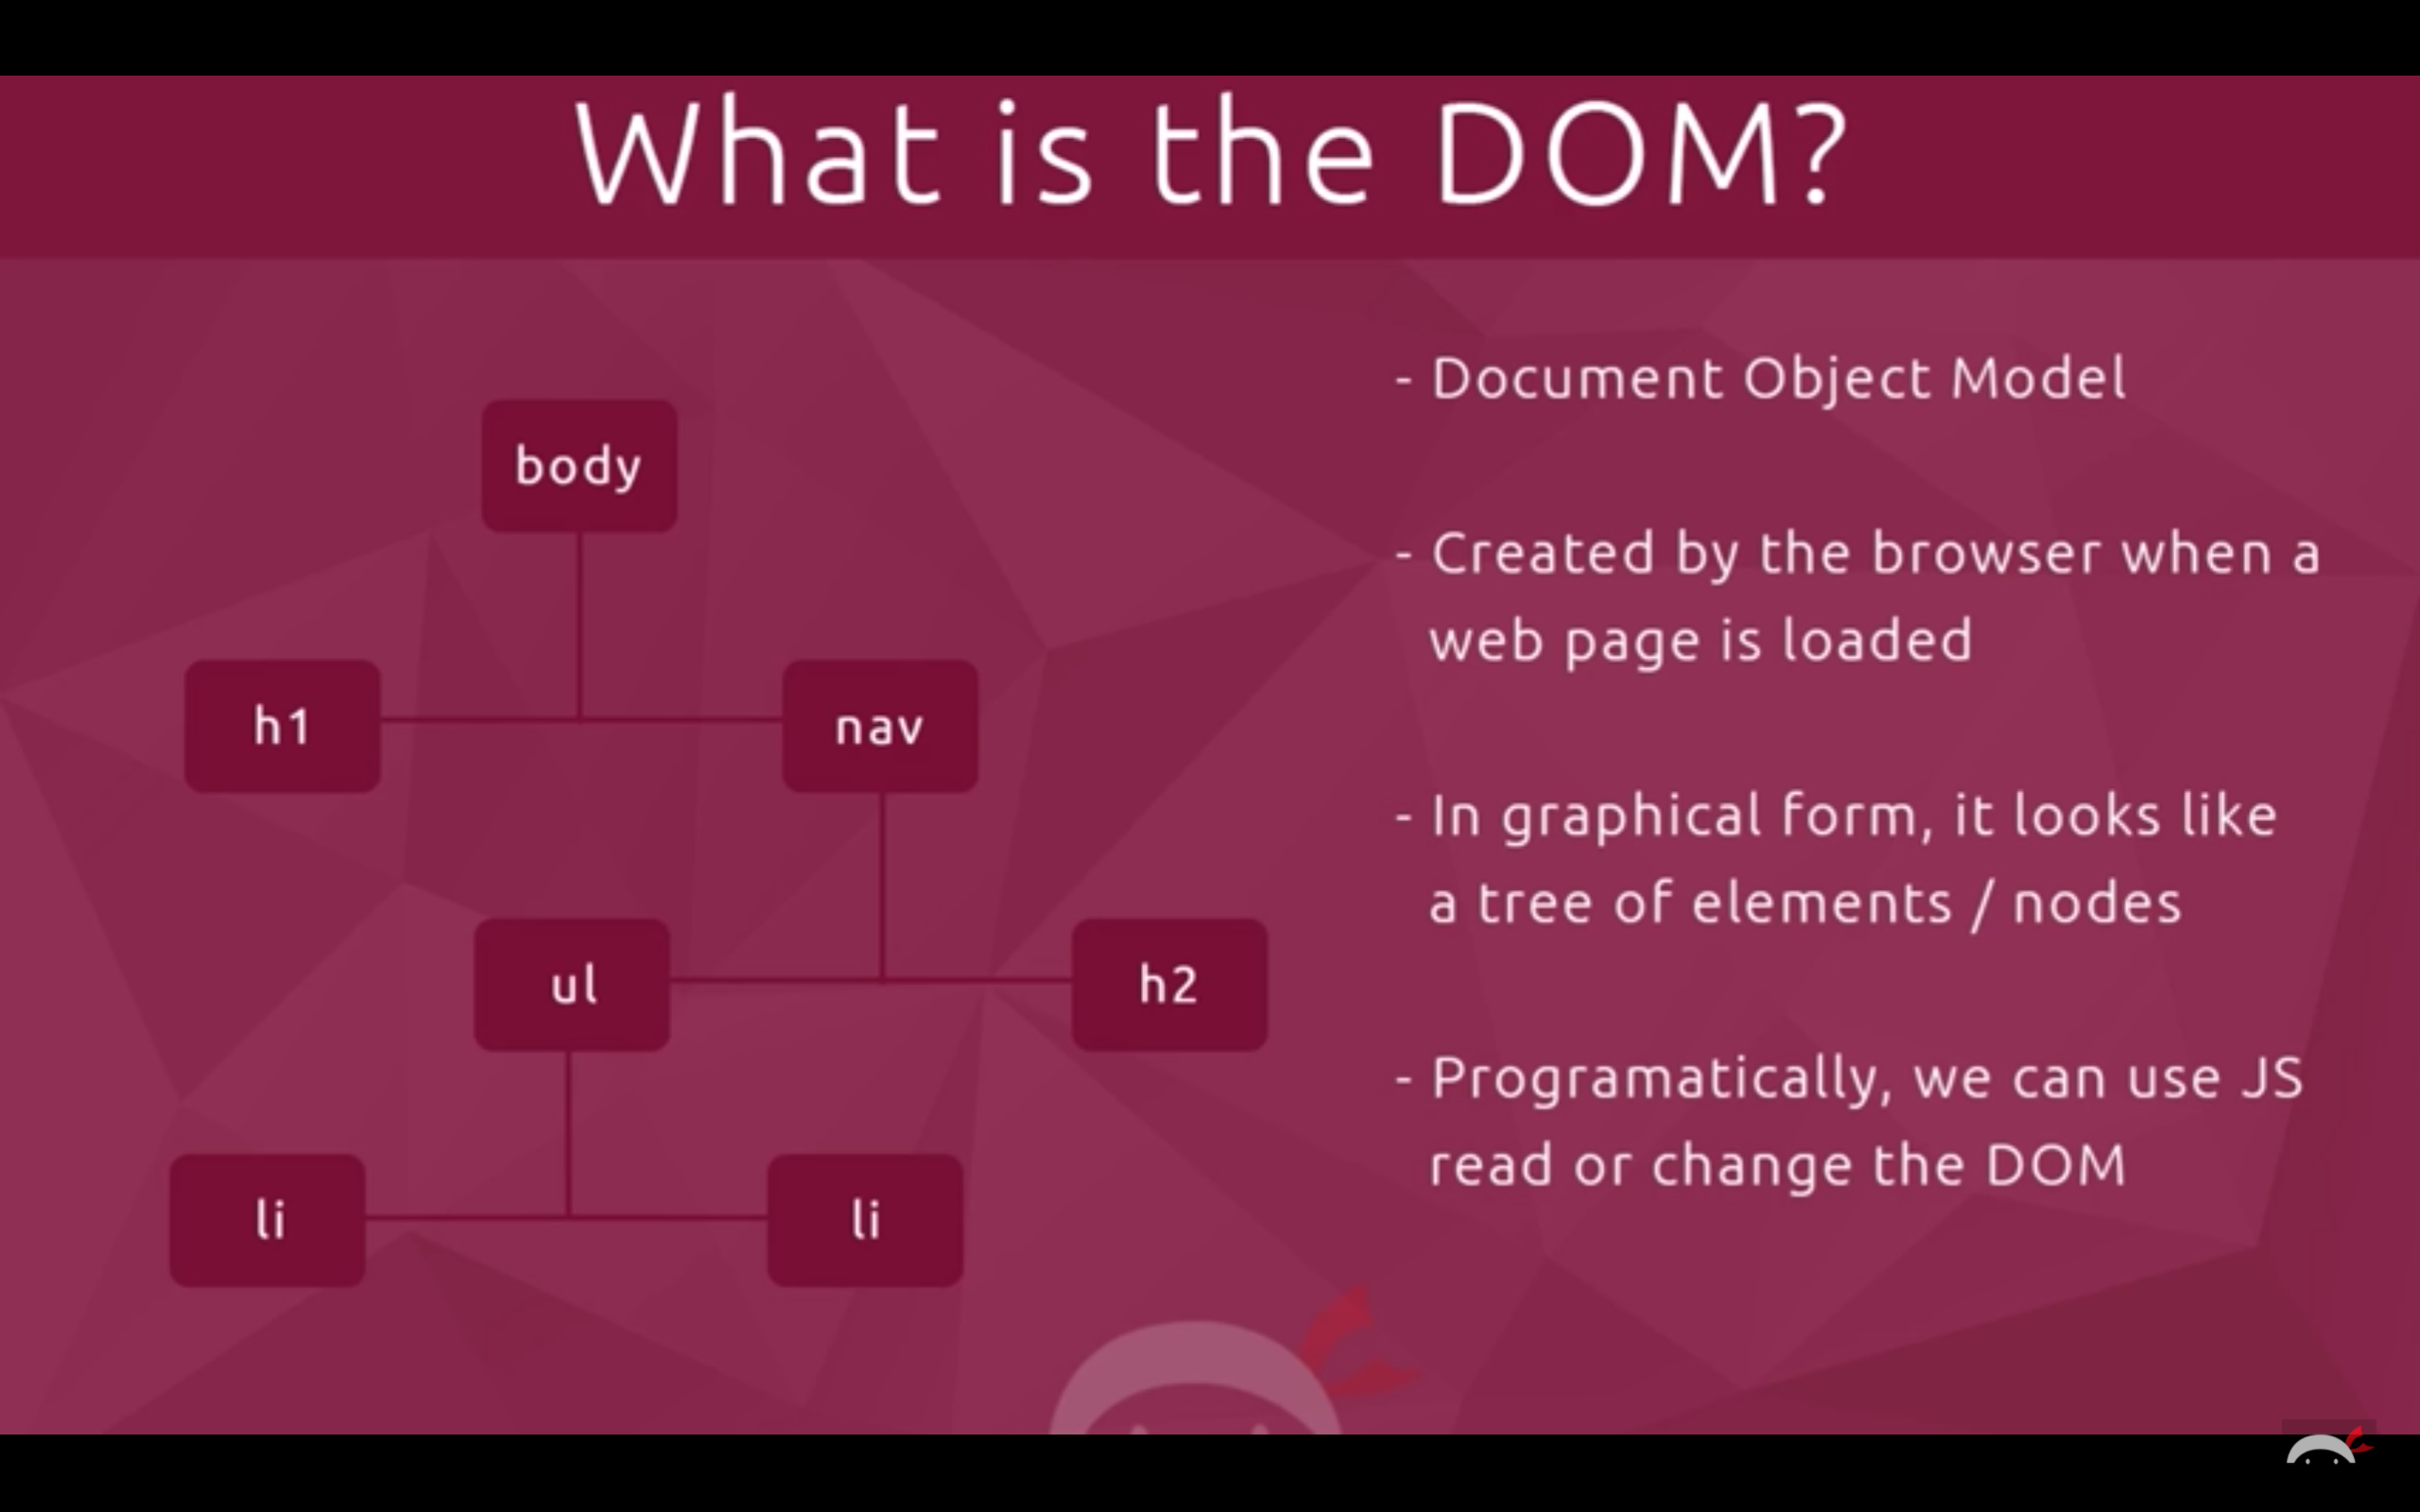 What is the DOM?
body
h1
nav
ul
h2
li
li
- Document Object Model
- Created by the browser when a
web page is loaded
- In graphical form, it looks like
a tree of elements / nodes
- Programatically, we can use JS
read or change the DOM